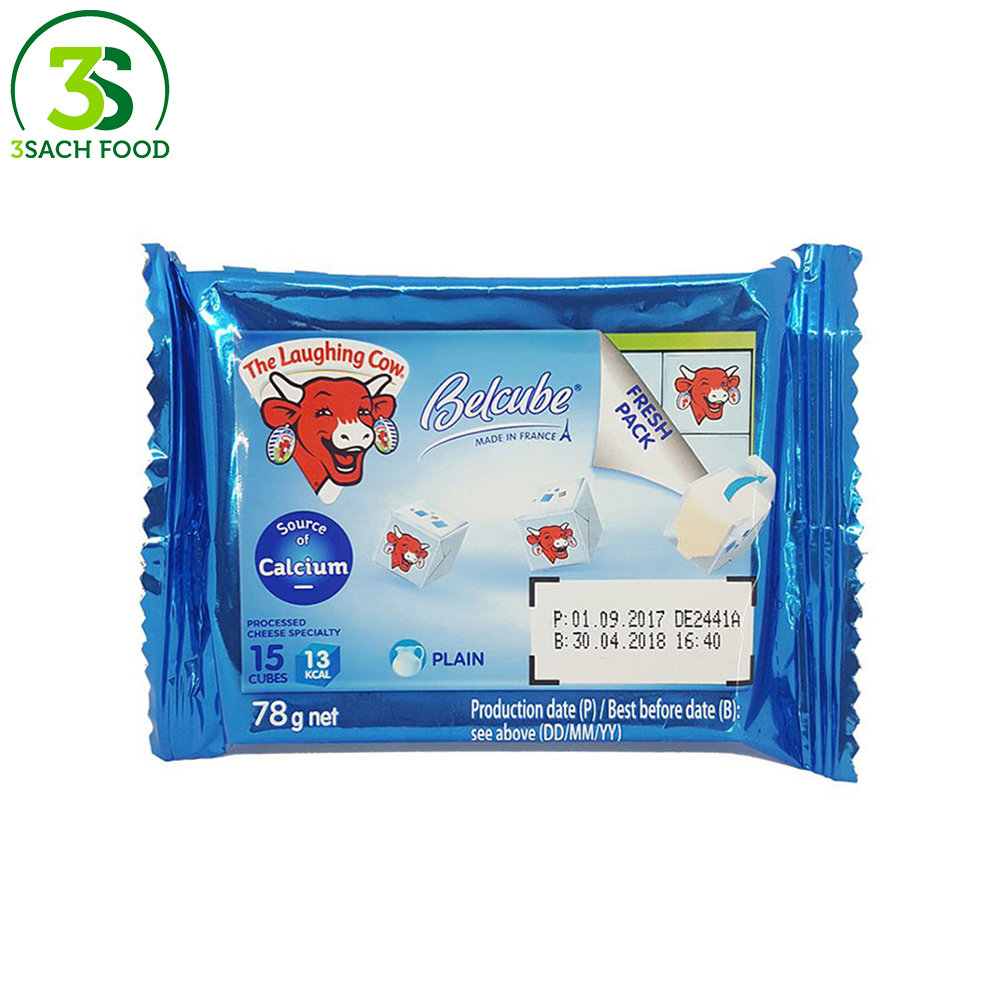 3S
3SACH FOOD
The Laughing Cow®
Belcube®
MADE IN FRANCE
FRESH
PACK
Source
of
Calcium
PROCESSED
CHEESE SPECIALTY
15
CUBES
13
KCAL
PLAIN
P:01.09.2017 DE2441A
B:30.04.2018 16:40
78g net
Production date (P) / Best before date (B):
see above (DD/MM/YY)